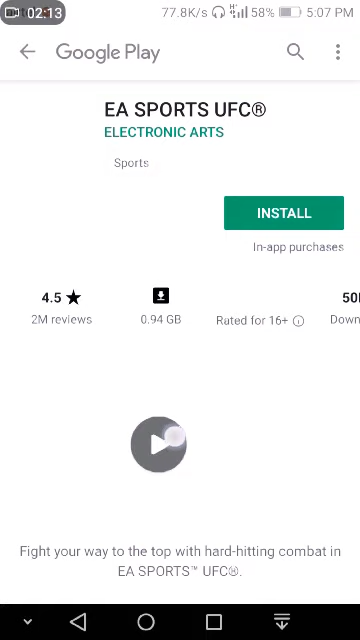 02:13 77.8K/s H 58% 5:07 PM
Google Play
EA SPORTS UFC®
ELECTRONIC ARTS
Sports
INSTALL
In-app purchases
4.5 ★
2M reviews
0.94 GB
Rated for 16+
50
Down
Fight your way to the top with hard-hitting combat in
EA SPORTS™ UFC®.